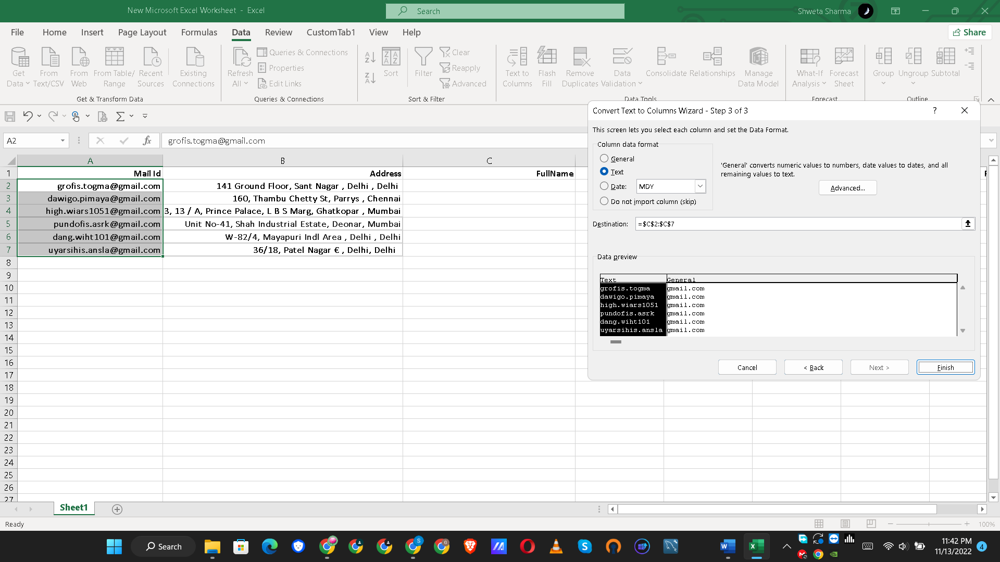 New Microsoft Excel Worksheet - Excel
Search
Shweta Sharma
File Home Insert Page Layout Formulas Data Review CustomTab1 View Help
Share
Get Data
From Text/CSV
From Web
From Table/ Range
Recent Sources
Existing Connections
Get & Transform Data
Refresh All
Queries & Connections
Properties
Edit Links
Queries & Connections
Sort
Filter
Clear
Reapply
Advanced
Sort & Filter
Text to Columns
Flash Fill
Remove Duplicates
Data Validation
Consolidate
Relationships
Manage Data Model
Data Tools
What-If Analysis
Forecast Sheet
Forecast
Group
Ungroup
Subtotal
Outline
A2
fx
grofis.togma@gmail.com
A B C
1 Mail Id Address FullName
2 grofis.togma@gmail.com 141 Ground Floor, Sant Nagar , Delhi , Delhi
3 dawigo.pimaya@gmail.com 160, Thambu Chetty St, Parrys , Chennai
4 high.wiars1051@gmail.com 3, 13 / A, Prince Palace, L B S Marg, Ghatkopar , Mumbai
5 pundofis.asrk@gmail.com Unit No-41, Shah Industrial Estate, Deonar, Mumbai
6 dang.wiht101@gmail.com W-82/4, Mayapuri Indl Area , Delhi , Delhi
7 uyarsihis.ansla@gmail.com 36/18, Patel Nagar € , Delhi, Delhi
8
9
10
11
12
13
14
15
16
17
18
19
20
21
22
23
24
25
26
27
Convert Text to Columns Wizard - Step 3 of 3
?
This screen lets you select each column and set the Data Format.
Column data format
General
Text
Date: MDY
Do not import column (skip)
'General' converts numeric values to numbers, date values to dates, and all
remaining values to text.
Advanced...
Destination: =$C$2:$C$7
Data preview
Text General
grofis.togma gmail.com
dawigo.pimaya gmail.com
high.wiars1051 gmail.com
pundofis.asrk gmail.com
dang.wiht101 gmail.com
uyarsihis.ansla gmail.com
Cancel
< Back
Next >
Finish
Sheet1
Ready
100%
Search
11:42 PM
11/13/2022
4